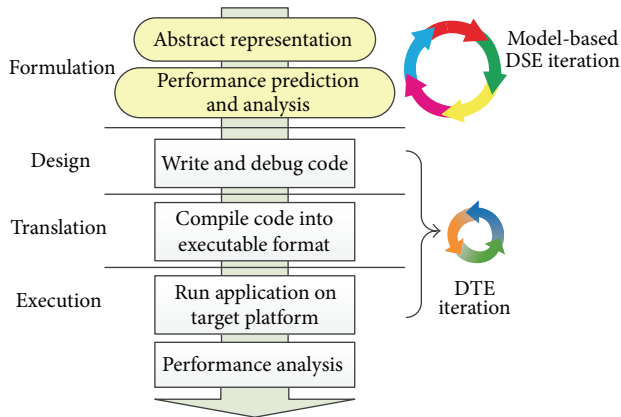 Formulation
Abstract representation
Performance prediction
and analysis
Model-based
DSE iteration
Design
Write and debug code
Translation
Compile code into
executable format
Execution
Run application on
target platform
Performance analysis
DTE
iteration